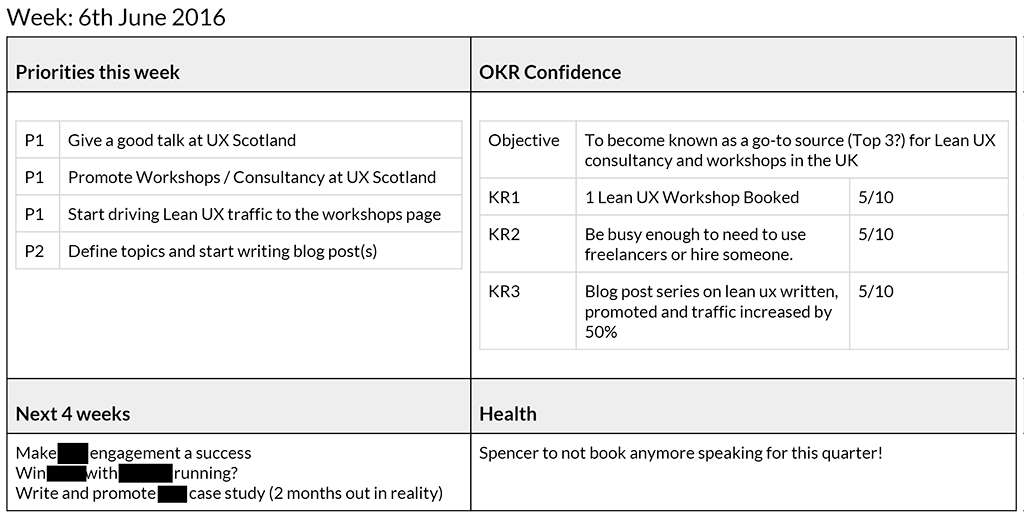 Week: 6th June 2016
Priorities this week
P1 Give a good talk at UX Scotland
P1 Promote Workshops / Consultancy at UX Scotland
P1 Start driving Lean UX traffic to the workshops page
P2 Define topics and start writing blog post(s)
OKR Confidence
Objective To become known as a go-to source (Top 3?) for Lean UX
consultancy and workshops in the UK
KR1 1 Lean UX Workshop Booked 5/10
KR2 Be busy enough to need to use 5/10
freelancers or hire someone.
KR3 Blog post series on lean ux written, 5/10
promoted and traffic increased by
50%
Next 4 weeks
Make engagement a success
Win with running?
Write and promote case study (2 months out in reality)
Health
Spencer to not book anymore speaking for this quarter!